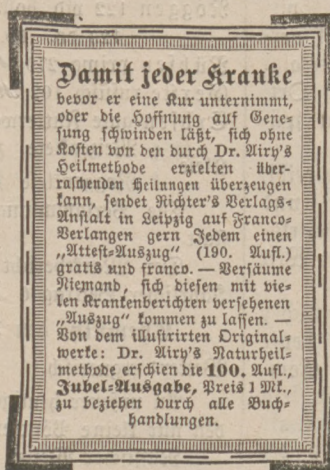 Damit jeder Kranke
bevor er eine Kur unternimmt,
oder die Hoffnung auf Gene-
sung schwinden läßt, sich ohne
Kosten von den durch Dr. Airy's
Heilmethode erzielten über-
raschenden Heilungen überzeugen
kann, sendet Richter's Verlags-
Anstalt in Leipzig auf Franco-
Verlangen gern Jedem einen
„Attest-Auszug" (190. Aufl.)
gratis und franco. — Versäume
Niemand, sich diesen mit vie-
len Krankenberichten versehenen
„Auszug" kommen zu lassen. —
Von dem illustrirten Original-
werke: Dr. Airy's Naturheil-
methode erschien die 100. Aufl.,
Jubel-Ausgabe, Preis 1 Mk.,
zu beziehen durch alle Buch-
handlungen.